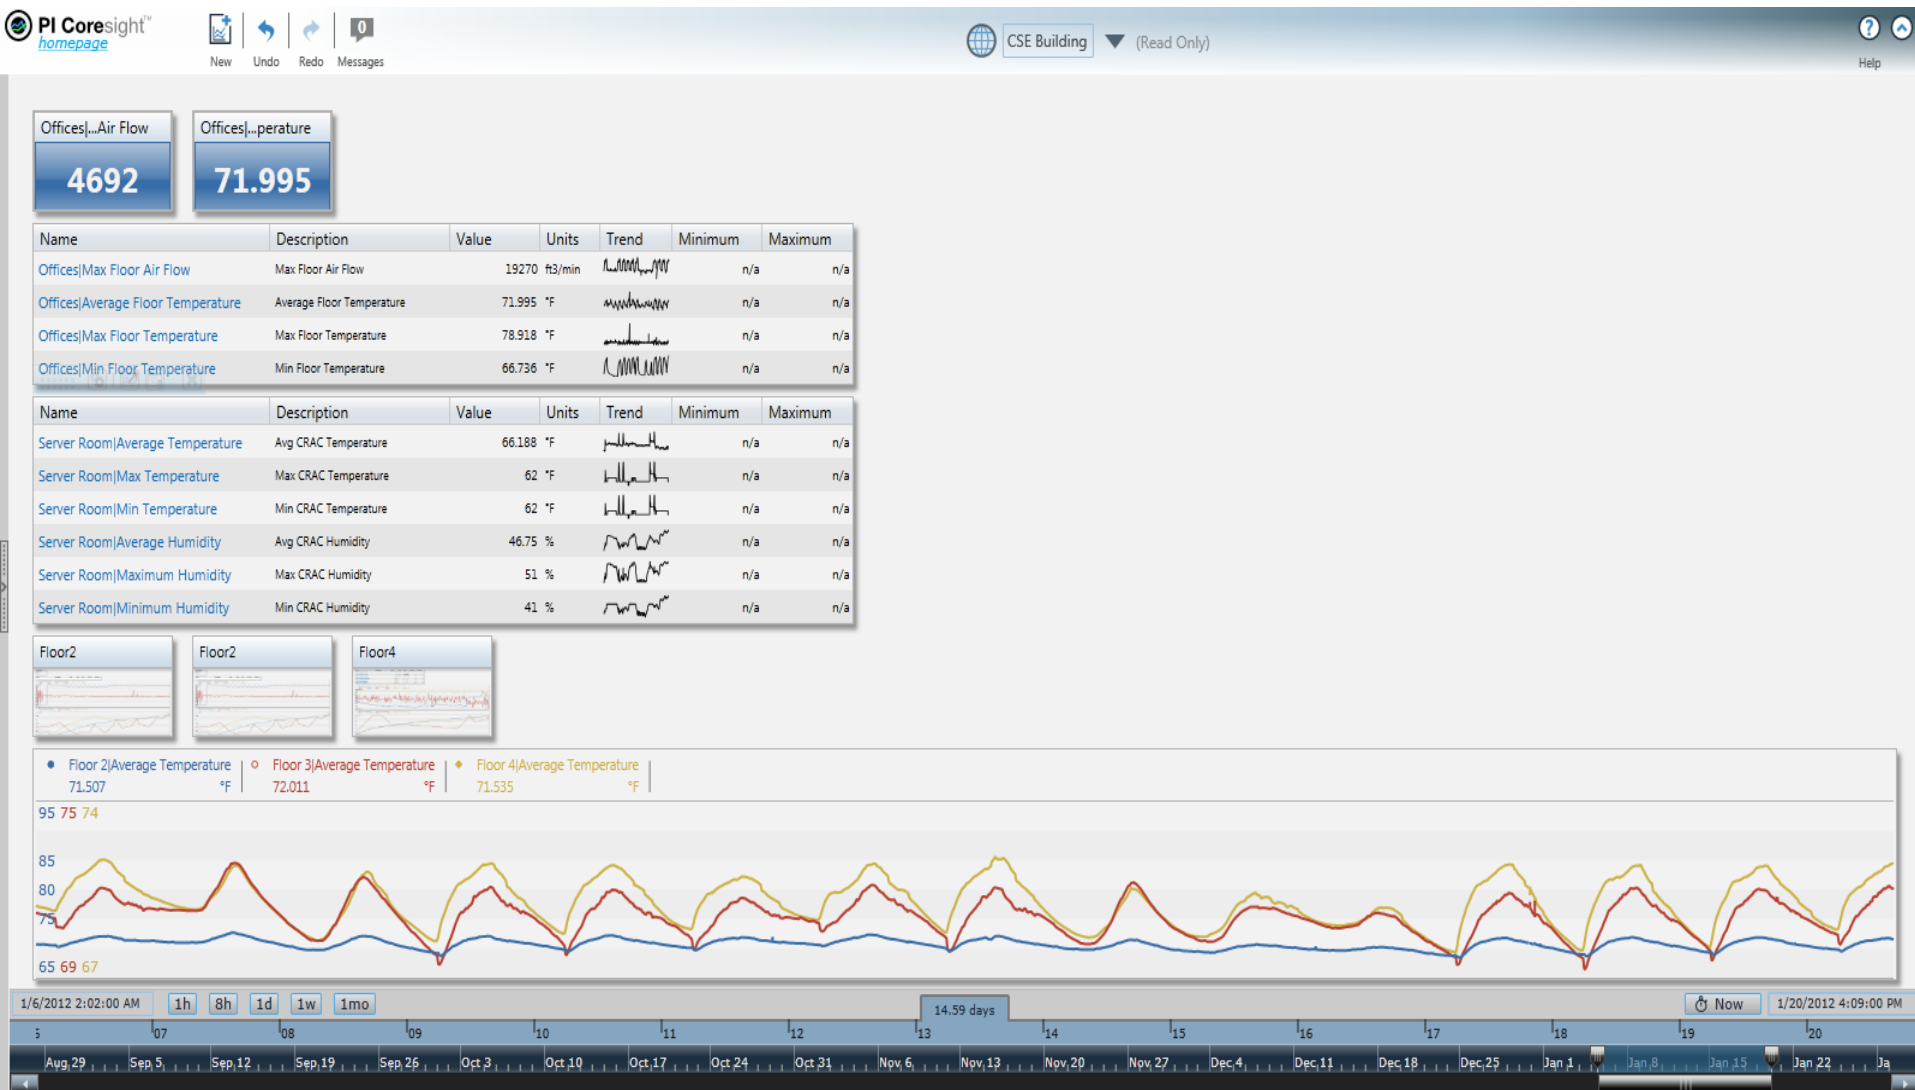 PI Coresight™
homepage
New Undo Redo 0 Messages
CSE Building (Read Only)
? Help
Offices|...Air Flow Offices|...perature
4692 71.995
Name Description Value Units Trend Minimum Maximum
Offices|Max Floor Air Flow Max Floor Air Flow 19270 ft3/min n/a n/a
Offices|Average Floor Temperature Average Floor Temperature 71.995 °F n/a n/a
Offices|Max Floor Temperature Max Floor Temperature 78.918 °F n/a n/a
Offices|Min Floor Temperature Min Floor Temperature 66.736 °F n/a n/a
Name Description Value Units Trend Minimum Maximum
Server Room|Average Temperature Avg CRAC Temperature 66.188 °F n/a n/a
Server Room|Max Temperature Max CRAC Temperature 62 °F n/a n/a
Server Room|Min Temperature Min CRAC Temperature 62 °F n/a n/a
Server Room|Average Humidity Avg CRAC Humidity 46.75 % n/a n/a
Server Room|Maximum Humidity Max CRAC Humidity 51 % n/a n/a
Server Room|Minimum Humidity Min CRAC Humidity 41 % n/a n/a
Floor2 Floor2 Floor4
Floor 2|Average Temperature Floor 3|Average Temperature Floor 4|Average Temperature
71.507 °F 72.011 °F 71.535 °F
95 75 74
85
80
75
65 69 67
1/6/2012 2:02:00 AM 1h 8h 1d 1w 1mo 14.59 days Now 1/20/2012 4:09:00 PM
07 08 09 10 11 12 13 14 15 16 17 18 19 20
Aug 29 Sep 5 Sep 12 Sep 19 Sep 26 Oct 3 Oct 10 Oct 17 Oct 24 Oct 31 Nov 6 Nov 13 Nov 20 Nov 27 Dec 4 Dec 11 Dec 18 Dec 25 Jan 1 Jan 8 Jan 15 Jan 22 Ja